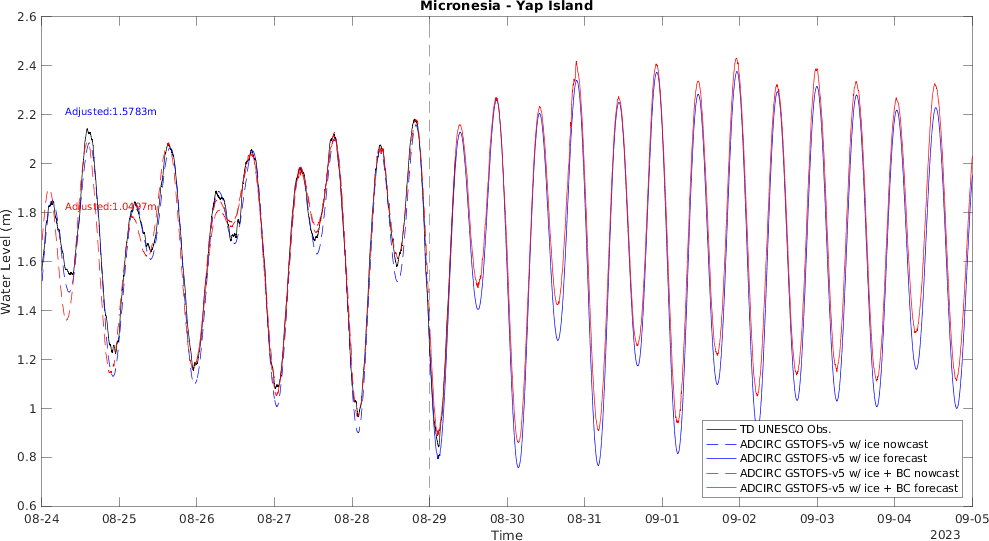 Micronesia - Yap Island
2.6
2.4
2.2
2
1.8
1.6
1.4
1.2
1
0.8
0.6
Water Level (m)
Adjusted:1.5783m
Adjusted:1.0497m
TD UNESCO Obs.
ADCIRC GSTOFS-v5 w/ ice nowcast
ADCIRC GSTOFS-v5 w/ ice forecast
ADCIRC GSTOFS-v5 w/ ice + BC nowcast
ADCIRC GSTOFS-v5 w/ ice + BC forecast
08-24 08-25 08-26 08-27 08-28 08-29 08-30 08-31 09-01 09-02 09-03 09-04 09-05
Time
2023